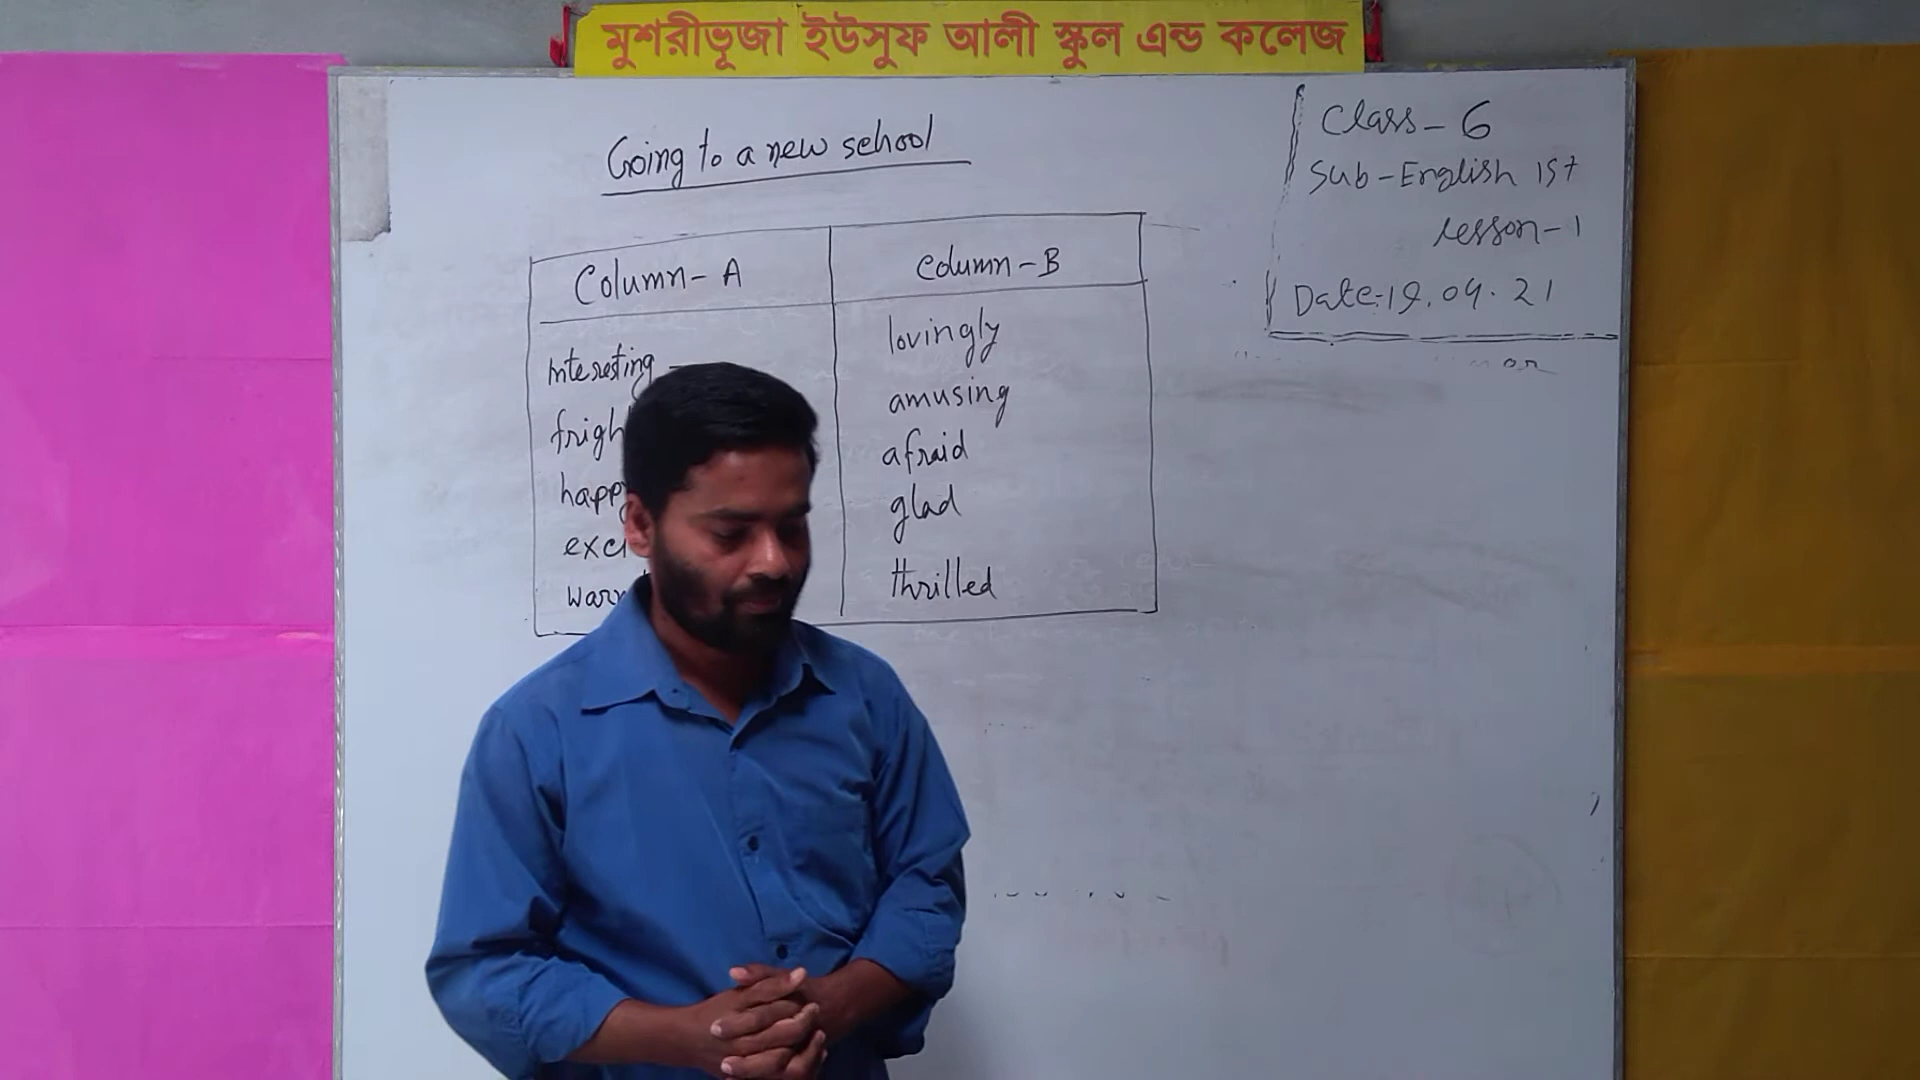 মুশরীভূজা ইউসুফ আলী স্কুল এন্ড কলেজ
Class - 6
Sub - English 1st
Lesson - 1
Date: 19.04.21
Going to a new school
Column - A
Column - B
Interesting
lovingly
amusing
happy
afraid
glad
thrilled